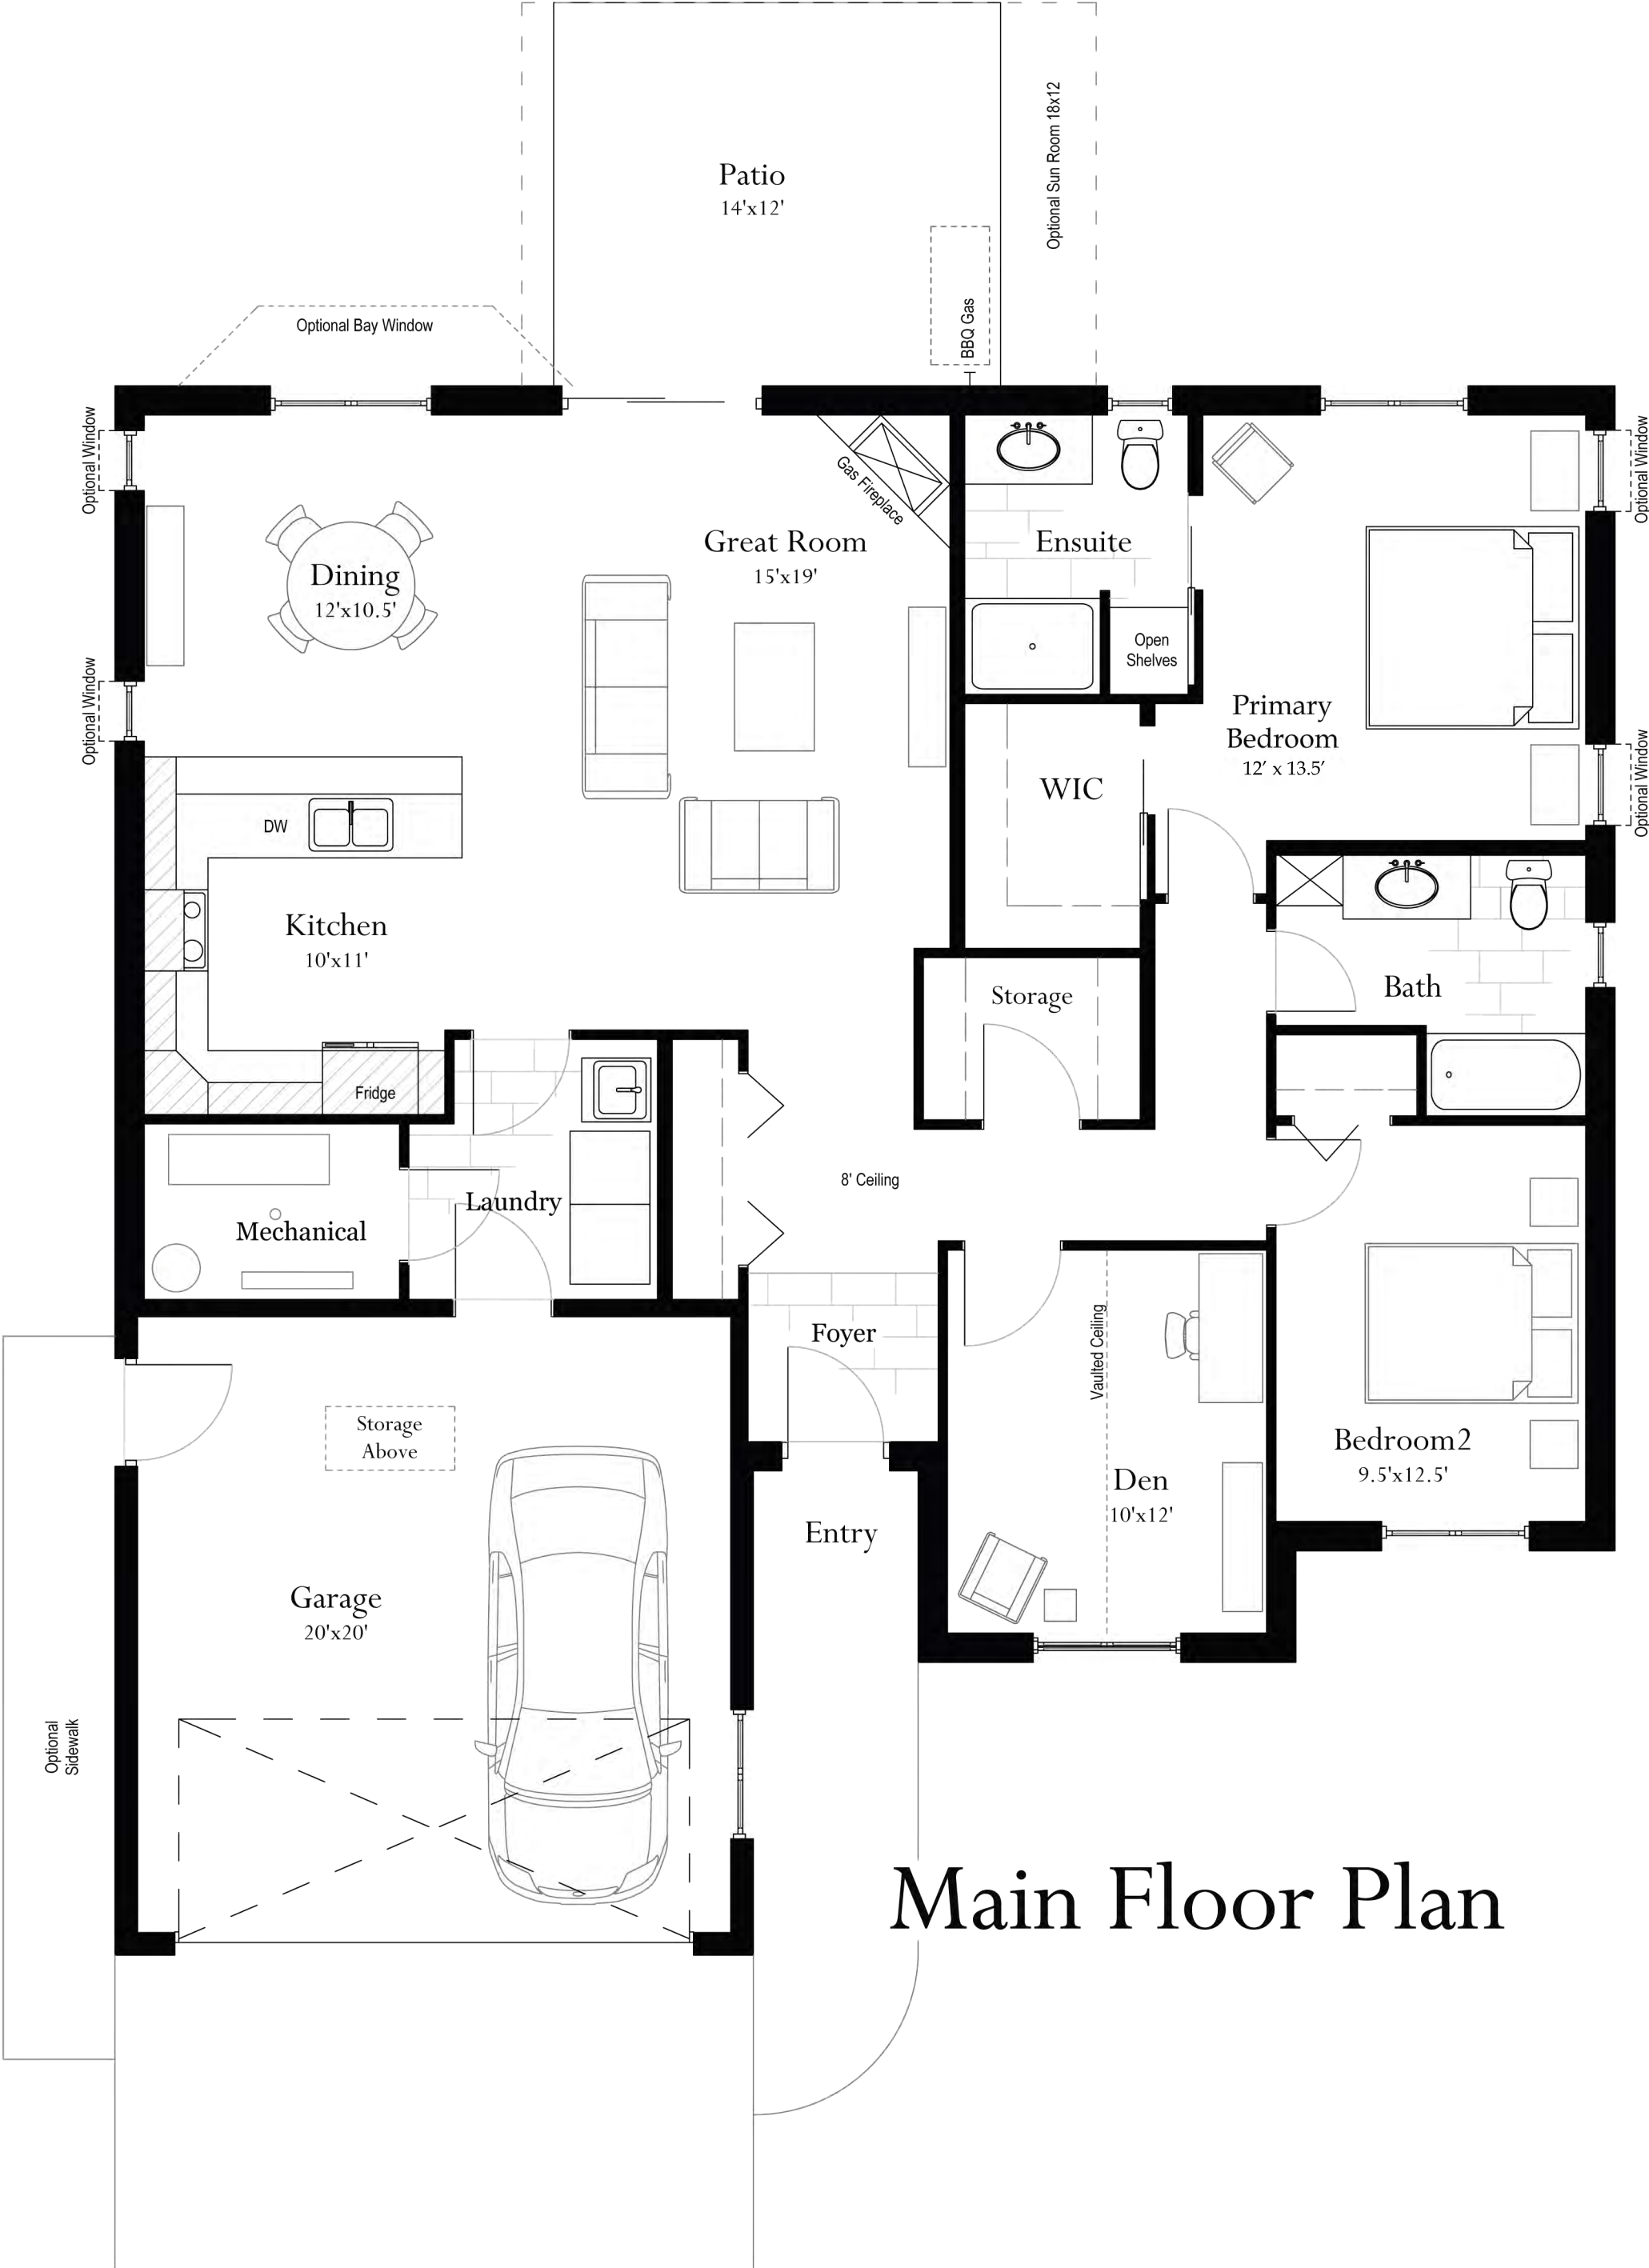 Patio
14'x12'
Optional Sun Room 18x12
BBQ Gas
Optional Bay Window
Optional Window
Optional Window
Gas Fireplace
Great Room
15'x19'
Ensuite
Dining
12'x10.5'
Open
Shelves
Optional Window
Primary
Bedroom
12' x 13.5'
Optional Window
WIC
DW
Kitchen
10'x11'
Bath
Storage
Fridge
8' Ceiling
Laundry
Mechanical
Foyer
Vaulted Ceiling
Storage
Above
Bedroom2
9.5'x12.5'
Den
10'x12'
Entry
Garage
20'x20'
Optional
Sidewalk
Main Floor Plan